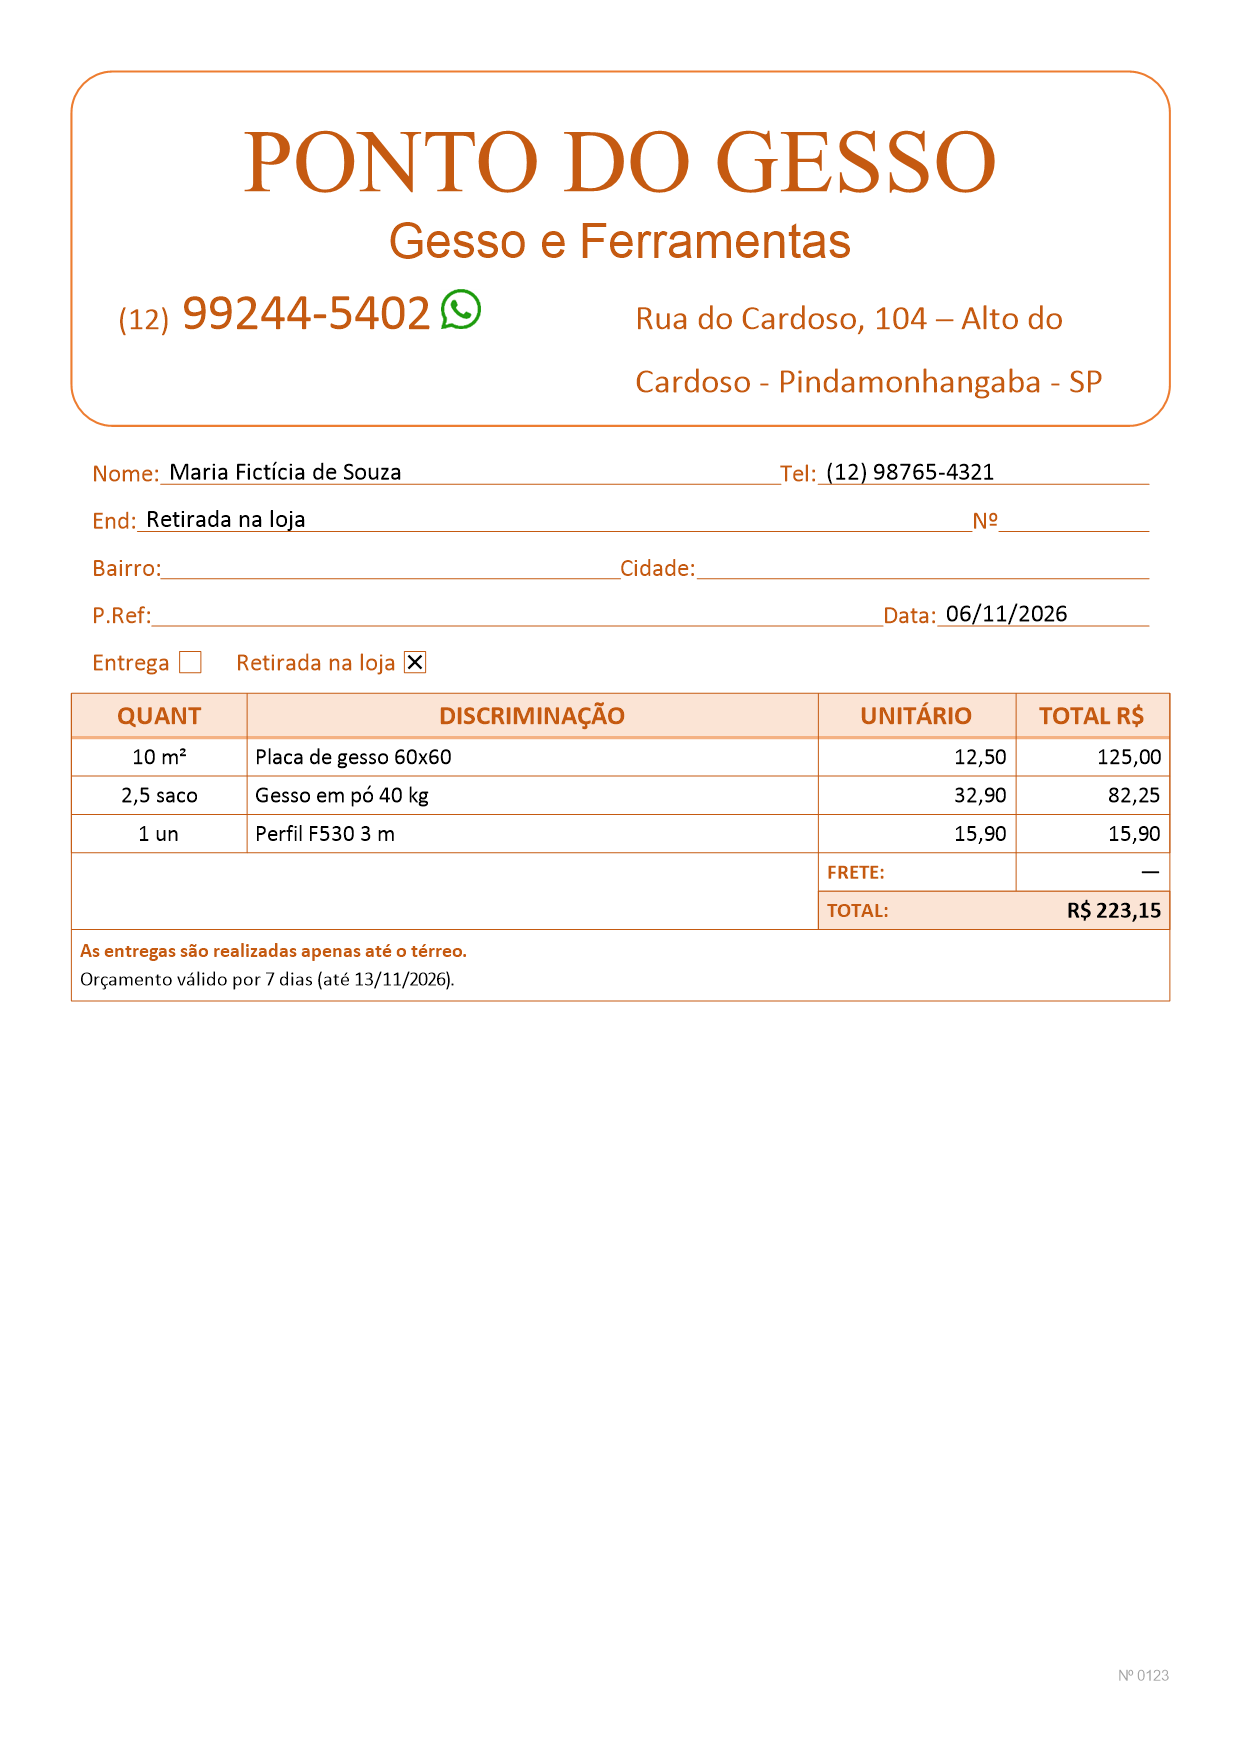 PONTO DO GESSO
Gesso e Ferramentas
(12) 99244-5402
Rua do Cardoso, 104 – Alto do
Cardoso - Pindamonhangaba - SP
Nome: Maria Fictícia de Souza Tel: (12) 98765-4321
End: Retirada na loja Nº
Bairro: Cidade:
P.Ref: Data: 06/11/2026
Entrega Retirada na loja ☒
QUANT DISCRIMINAÇÃO UNITÁRIO TOTAL R$
10 m² Placa de gesso 60x60 12,50 125,00
2,5 saco Gesso em pó 40 kg 32,90 82,25
1 un Perfil F530 3 m 15,90 15,90
FRETE: —
TOTAL: R$ 223,15
As entregas são realizadas apenas até o térreo.
Orçamento válido por 7 dias (até 13/11/2026).
Nº 0123